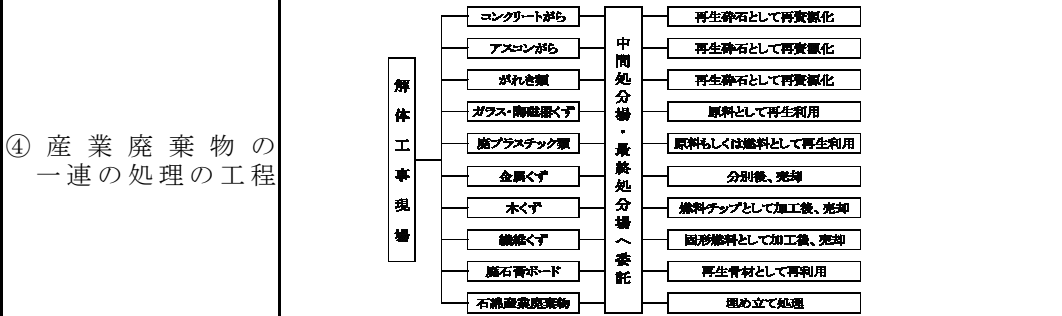 ④産業廃棄物の
一連の処理の工程
解体工事現場
コンクリートがら
アスコンがら
がれき類
ガラス・陶磁器くず
廃プラスチック類
金属くず
木くず
繊維くず
廃石膏ボード
石綿産業廃棄物
中間処分場・最終処分場へ委託
再生砕石として再資源化
再生砕石として再資源化
再生砕石として再資源化
原料として再生利用
原料もしくは燃料として再生利用
分別後、売却
燃料チップとして加工後、売却
固形燃料として加工後、売却
再生骨材として再利用
埋め立て処理